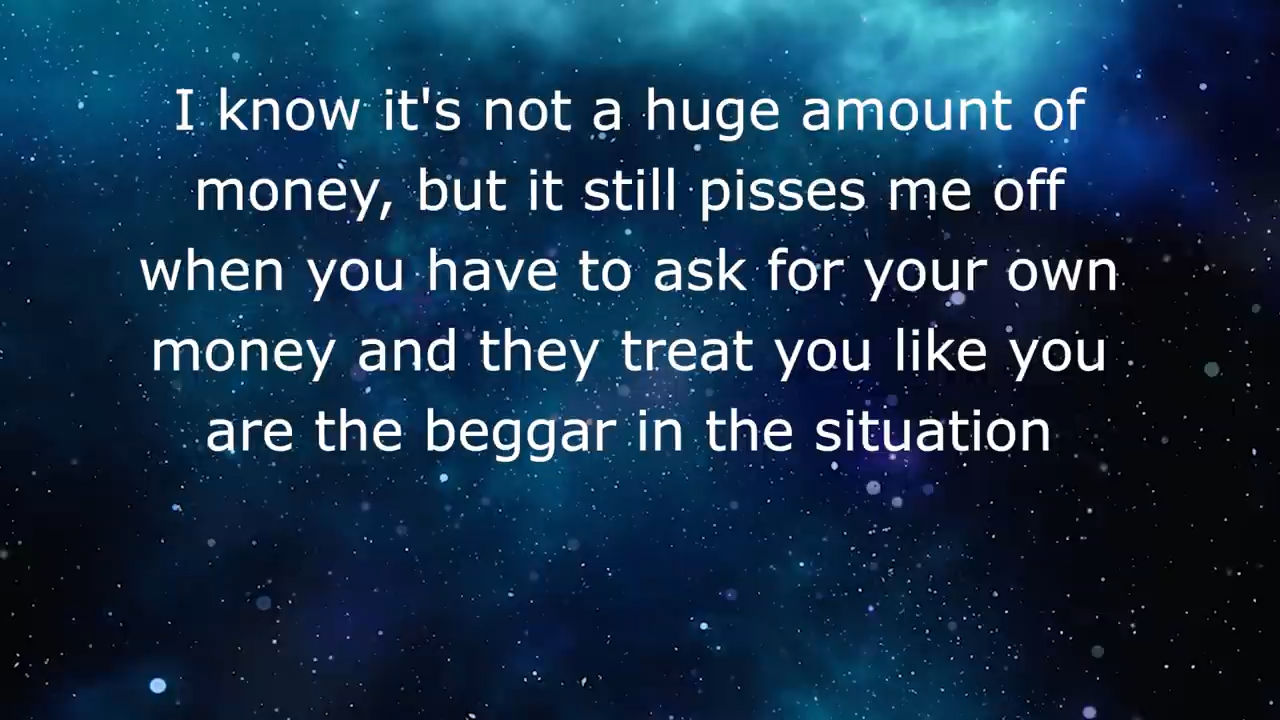 I know it's not a huge amount of
money, but it still pisses me off
when you have to ask for your own
money and they treat you like you
are the beggar in the situation